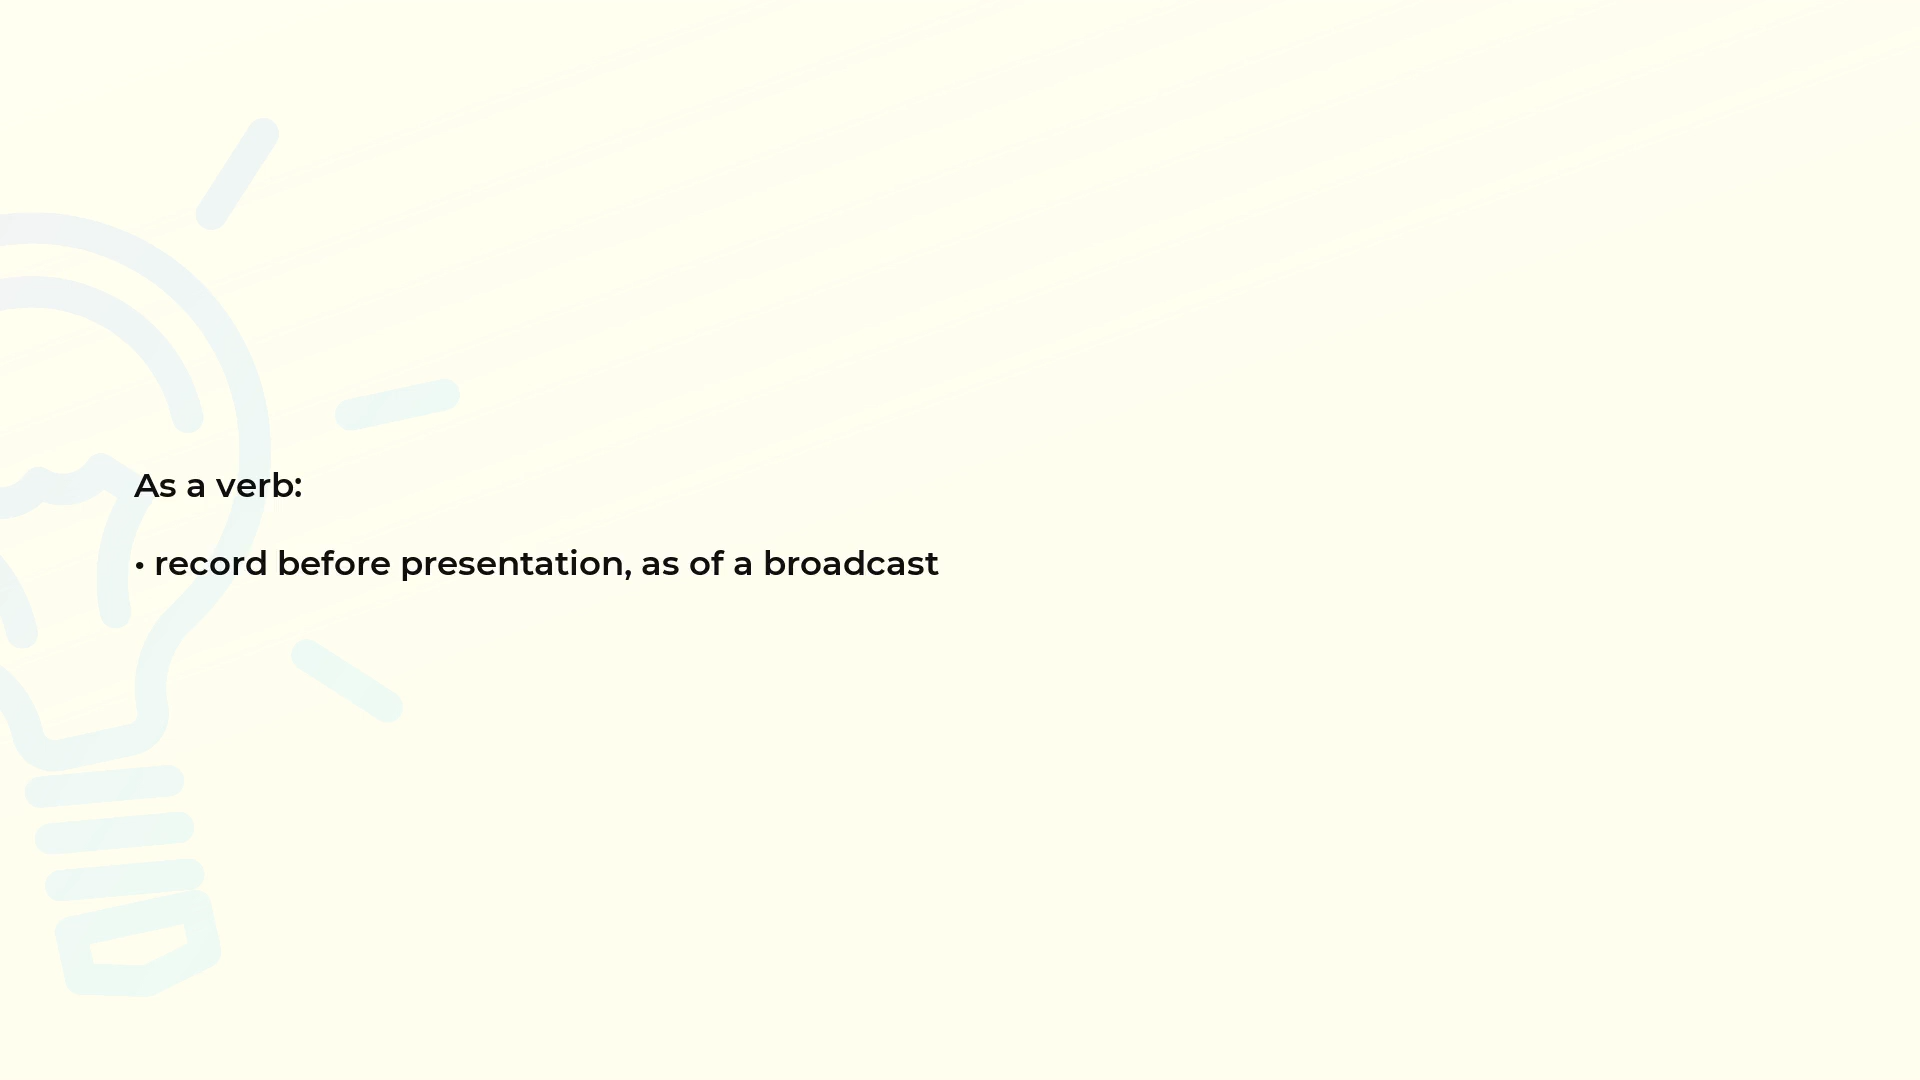 As a verb:
• record before presentation, as of a broadcast